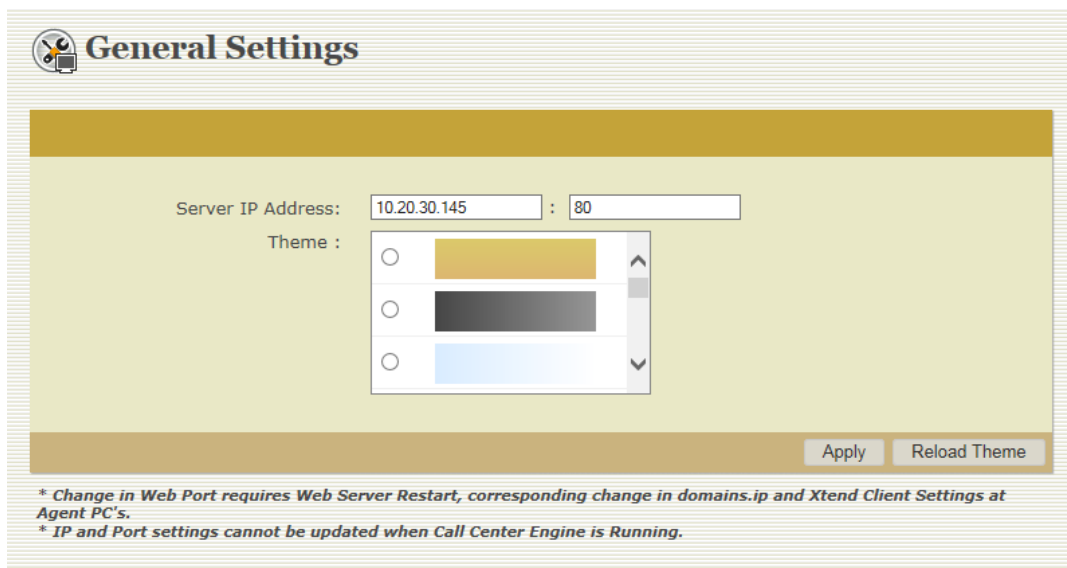 General Settings
Server IP Address: 10.20.30.145 : 80
Theme :
Apply Reload Theme
* Change in Web Port requires Web Server Restart, corresponding change in domains.ip and Xtend Client Settings at
Agent PC's.
* IP and Port settings cannot be updated when Call Center Engine is Running.